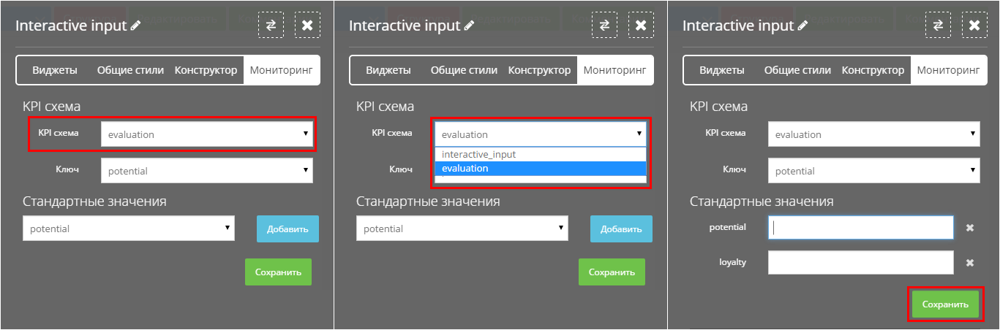 Interactive input
Виджеты Общие стили Конструктор Мониторинг
KPI схема
KPI схема evaluation
Ключ potential
Стандартные значения
potential Добавить
Сохранить
Interactive input
Виджеты Общие стили Конструктор Мониторинг
KPI схема
KPI схема evaluation
interactive_input
Ключ evaluation
Стандартные значения
potential Добавить
Сохранить
Редактировать
Interactive input
Виджеты Общие стили Конструктор Мониторинг
KPI схема
KPI схема evaluation
Ключ potential
Стандартные значения
potential
loyalty
Сохранить